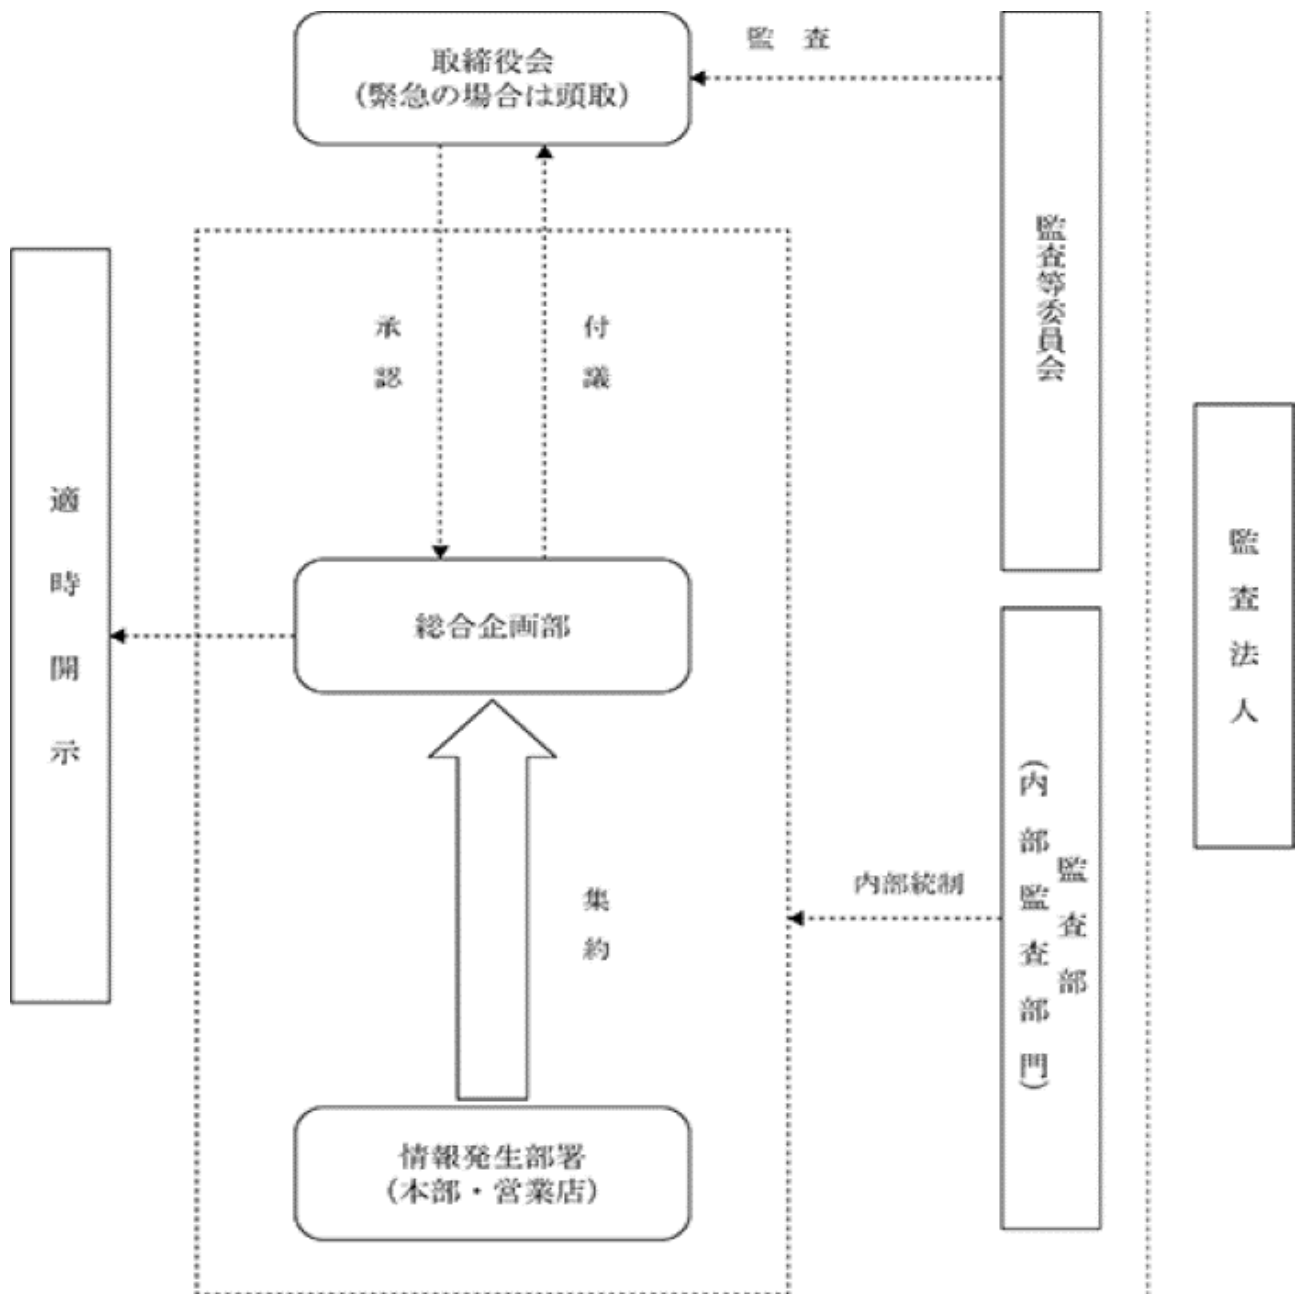 取締役会
(緊急の場合は頭取)
監 査
監査等委員会
承認
付議
適時開示
総合企画部
監査法人
監査部
(内部監査部門)
内部統制
集約
情報発生部署
(本部・営業店)